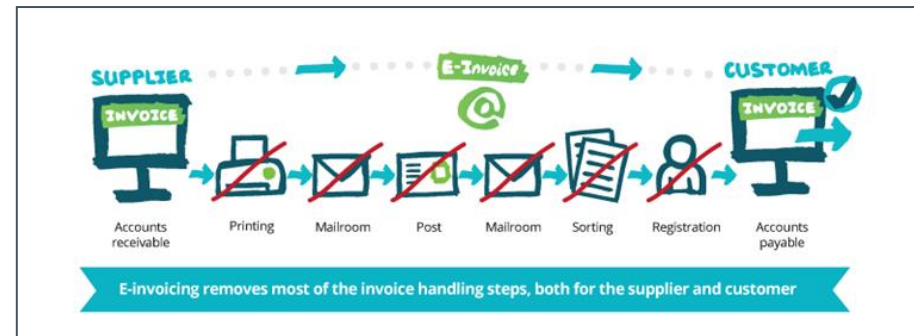 SUPPLIER
E-Invoice
CUSTOMER
INVOICE
@
INVOICE
Accounts
receivable
Printing
Mailroom
Post
Mailroom
Sorting
Registration
Accounts
payable
E-invoicing removes most of the invoice handling steps, both for the supplier and customer